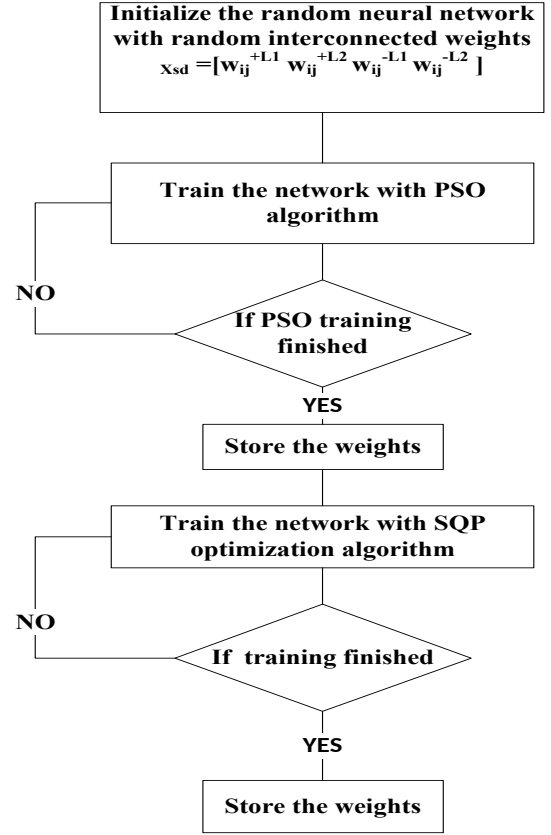 Initialize the random neural network
with random interconnected weights
Xsd =[wij+L1 wij+L2 wij-L1 wij-L2 ]
Train the network with PSO
algorithm
NO
If PSO training
finished
YES
Store the weights
Train the network with SQP
optimization algorithm
NO
If training finished
YES
Store the weights